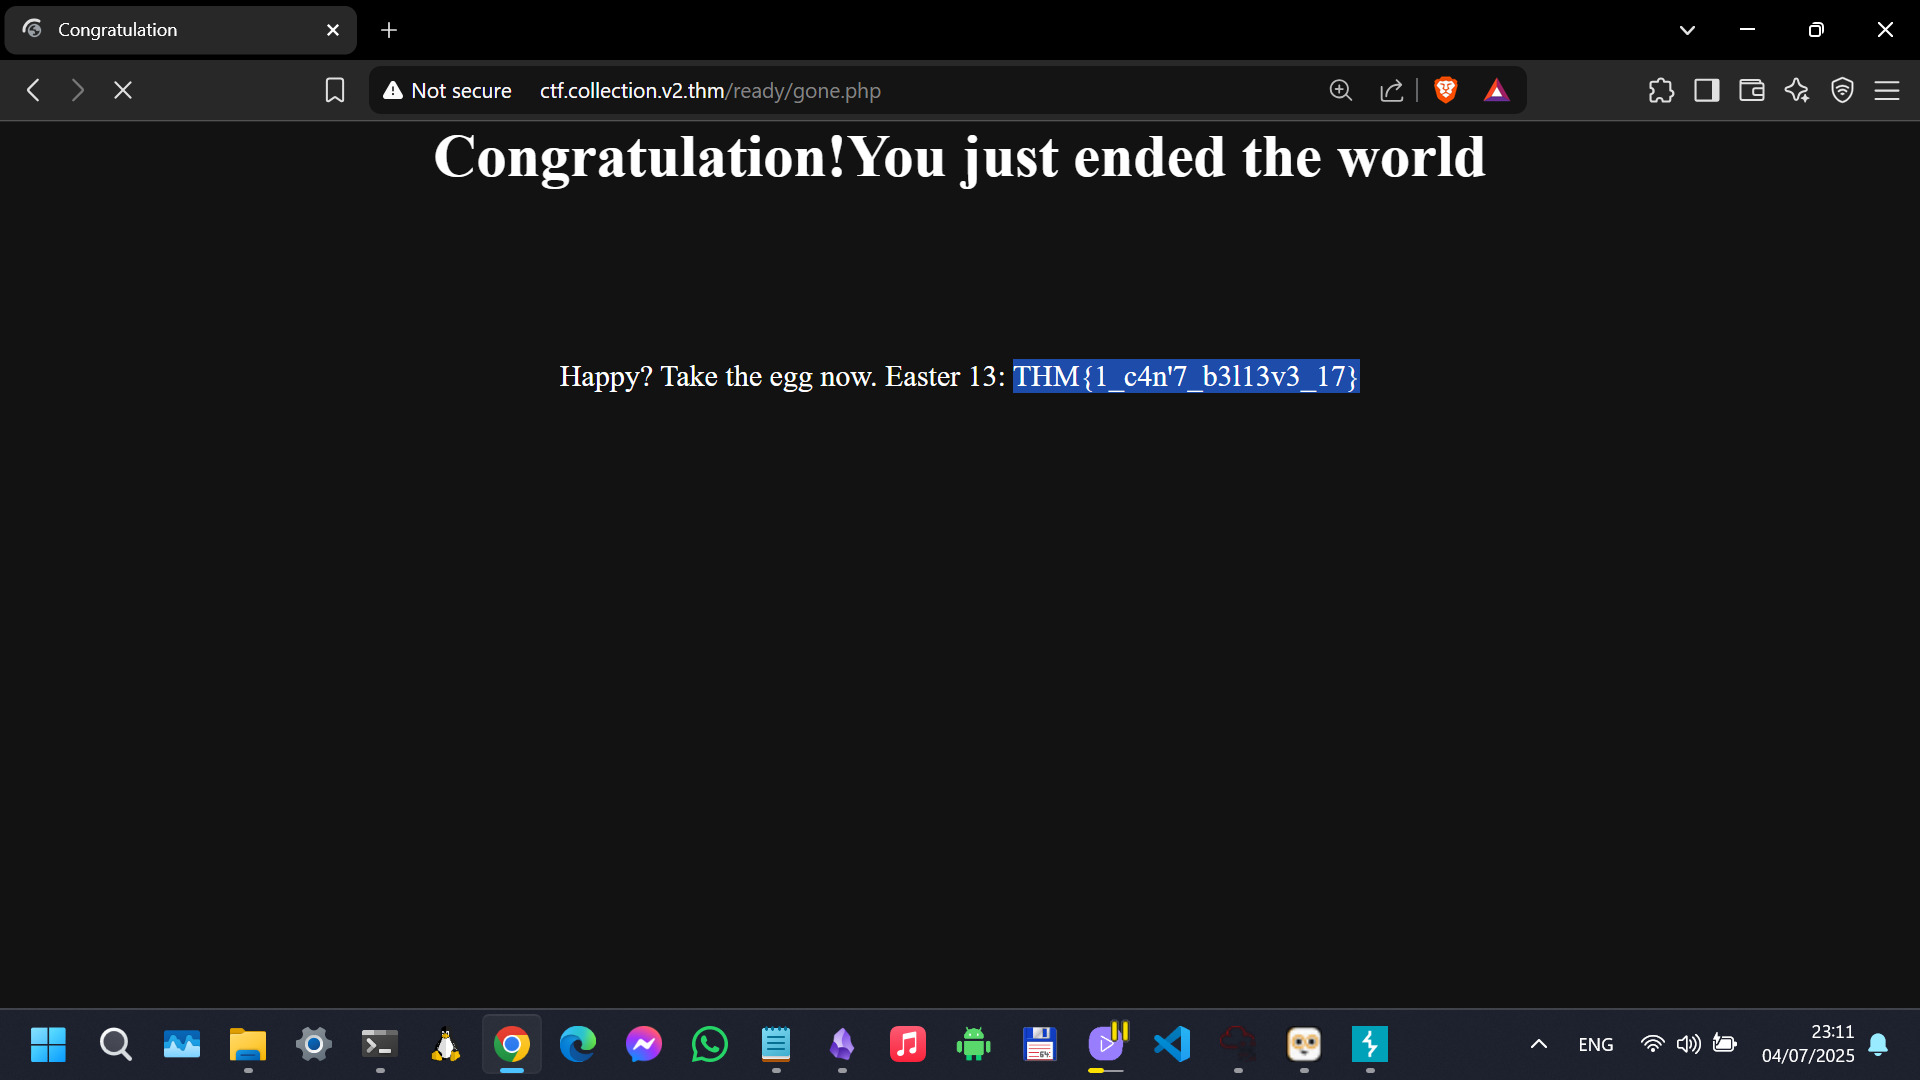 Congratulation
Not secure ctf.collection.v2.thm/ready/gone.php
Congratulation!You just ended the world
Happy? Take the egg now. Easter 13: THM{1_c4n'7_b3l13v3_17}
64
ENG
23:11
04/07/2025